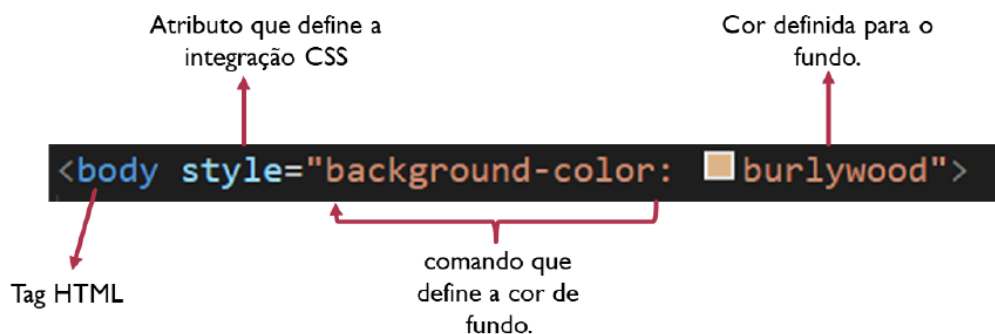 Atributo que define a
integração CSS
Cor definida para o
fundo.
<body style="background-color: burlywood">
Tag HTML
comando que
define a cor de
fundo.